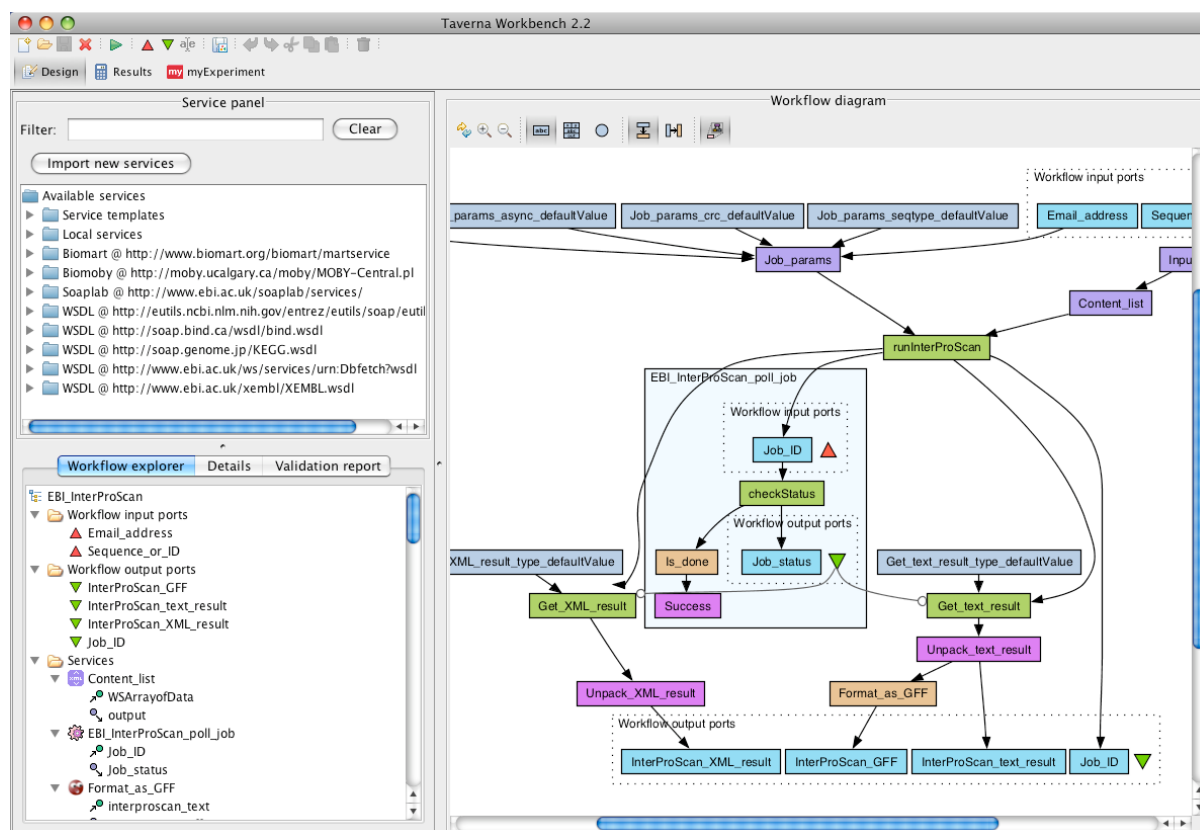 Taverna Workbench 2.2
Design
Results
my myExperiment
Service panel
Filter:
Clear
Import new services
Available services
Service templates
Local services
Biomart @ http://www.biomart.org/biomart/martservice
Biomoby @ http://moby.ucalgary.ca/moby/MOBY-Central.pl
Soaplab @ http://www.ebi.ac.uk/soaplab/services/
WSDL @ http://eutils.ncbi.nlm.nih.gov/entrez/eutils/soap/eutil
WSDL @ http://soap.bind.ca/wsdl/bind.wsdl
WSDL @ http://soap.genome.jp/KEGG.wsdl
WSDL @ http://www.ebi.ac.uk/ws/services/urn:Dbfetch?wsdl
WSDL @ http://www.ebi.ac.uk/xembl/XEMBL.wsdl
Workflow explorer
Details
Validation report
EBI_InterProScan
Workflow input ports
Email_address
Sequence_or_ID
Workflow output ports
InterProScan_GFF
InterProScan_text_result
InterProScan_XML_result
Job_ID
Services
Content_list
WSArrayofData
output
EBI_InterProScan_poll_job
Job_ID
Job_status
Format_as_GFF
interproscan_text
Workflow diagram
abc
Workflow input ports
_params_async_defaultValue
Job_params_crc_defaultValue
Job_params_seqtype_defaultValue
Email_address
Sequen
Job_params
Inpu
Content_list
runInterProScan
EBI_InterProScan_poll_job
Workflow input ports
Job_ID
checkStatus
Workflow output ports
XML_result_type_defaultValue
Is_done
Job_status
Get_text_result_type_defaultValue
Get_XML_result
Success
Get_text_result
Unpack_text_result
Unpack_XML_result
Format_as_GFF
Workflow output ports
InterProScan_XML_result
InterProScan_GFF
InterProScan_text_result
Job_ID